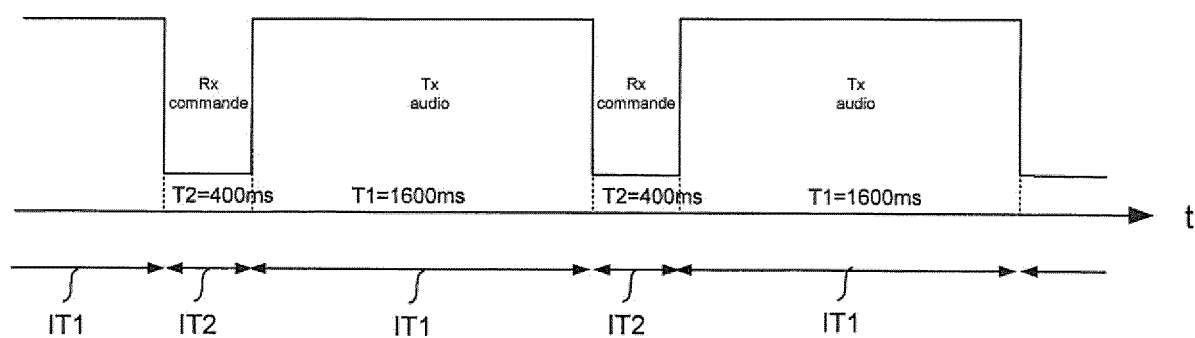 Rx
commande
Tx
audio
Rx
commande
Tx
audio
T2=400ms
T1=1600ms
T2=400ms
T1=1600ms
t
IT1
IT2
IT1
IT2
IT1